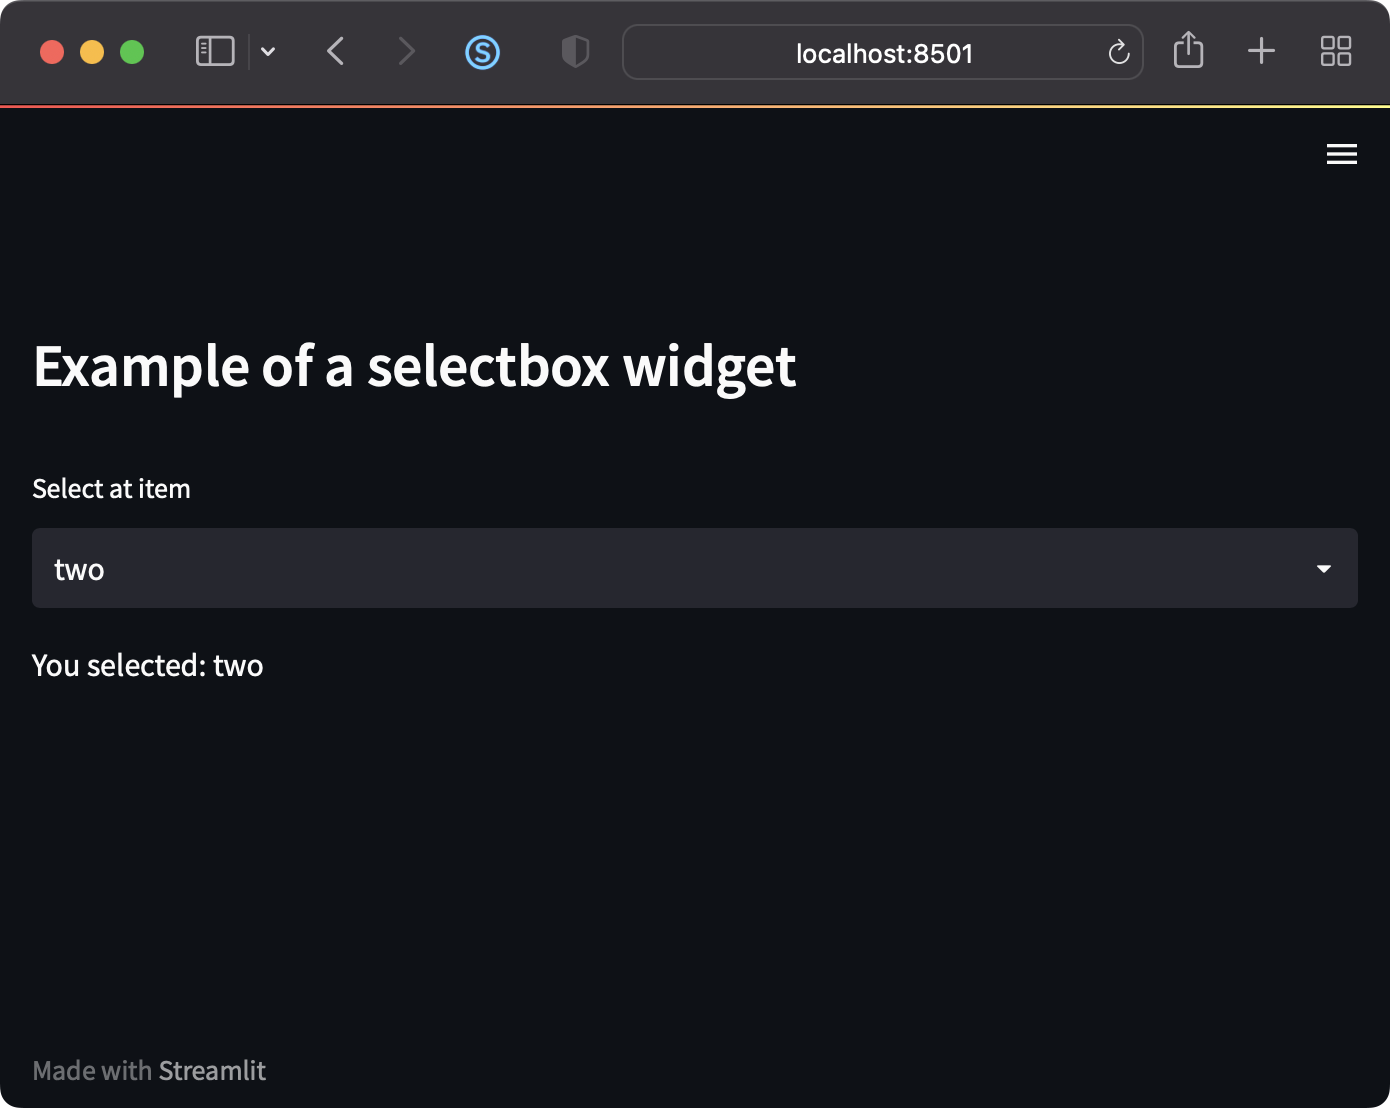 localhost:8501
Example of a selectbox widget
Select at item
two
You selected: two
Made with Streamlit